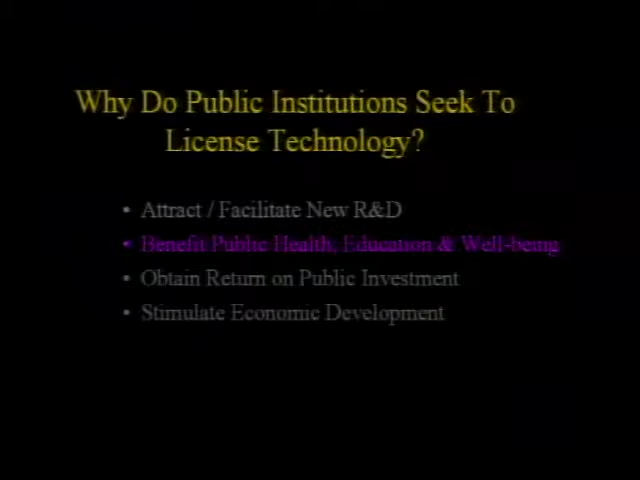 Why Do Public Institutions Seek To
License Technology?
• Attract / Facilitate New R&D
• Benefit Public Health, Education & Well-being
• Obtain Return on Public Investment
• Stimulate Economic Development